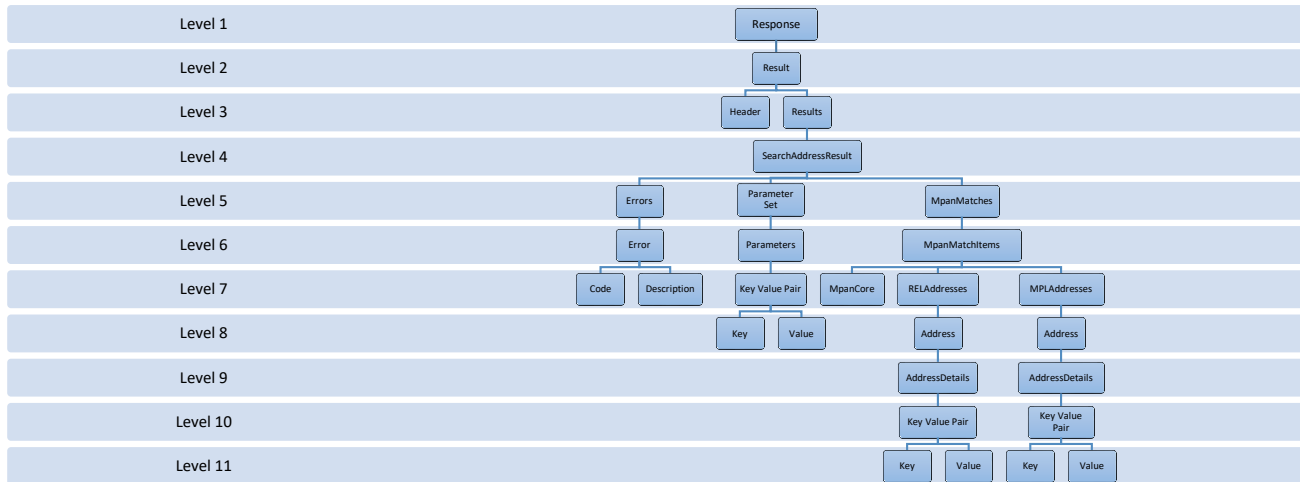 Level 1
Response
Level 2
Result
Level 3
Header
Results
Level 4
SearchAddressResult
Level 5
Errors
Parameter
Set
MpanMatches
Level 6
Error
Parameters
MpanMatchItems
Level 7
Code
Description
Key Value Pair
MpanCore
RELAddresses
MPLAddresses
Level 8
Key
Value
Address
Address
Level 9
AddressDetails
AddressDetails
Level 10
Key Value Pair
Key Value
Pair
Level 11
Key
Value
Key
Value